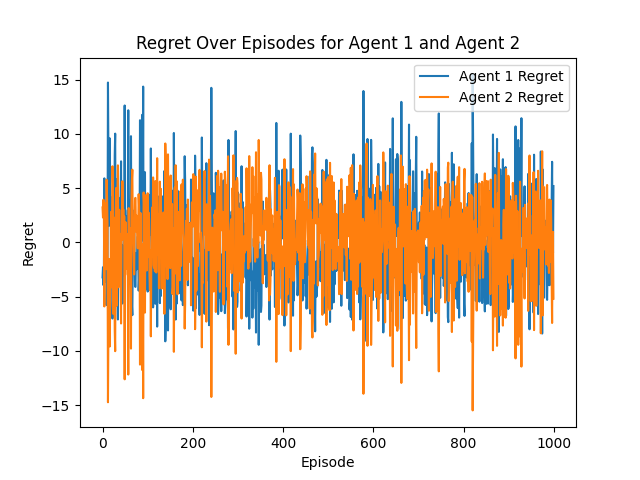 Regret Over Episodes for Agent 1 and Agent 2
Agent 1 Regret
Agent 2 Regret
15
10
5
0
−5
−10
−15
Regret
0
200
400
600
800
1000
Episode